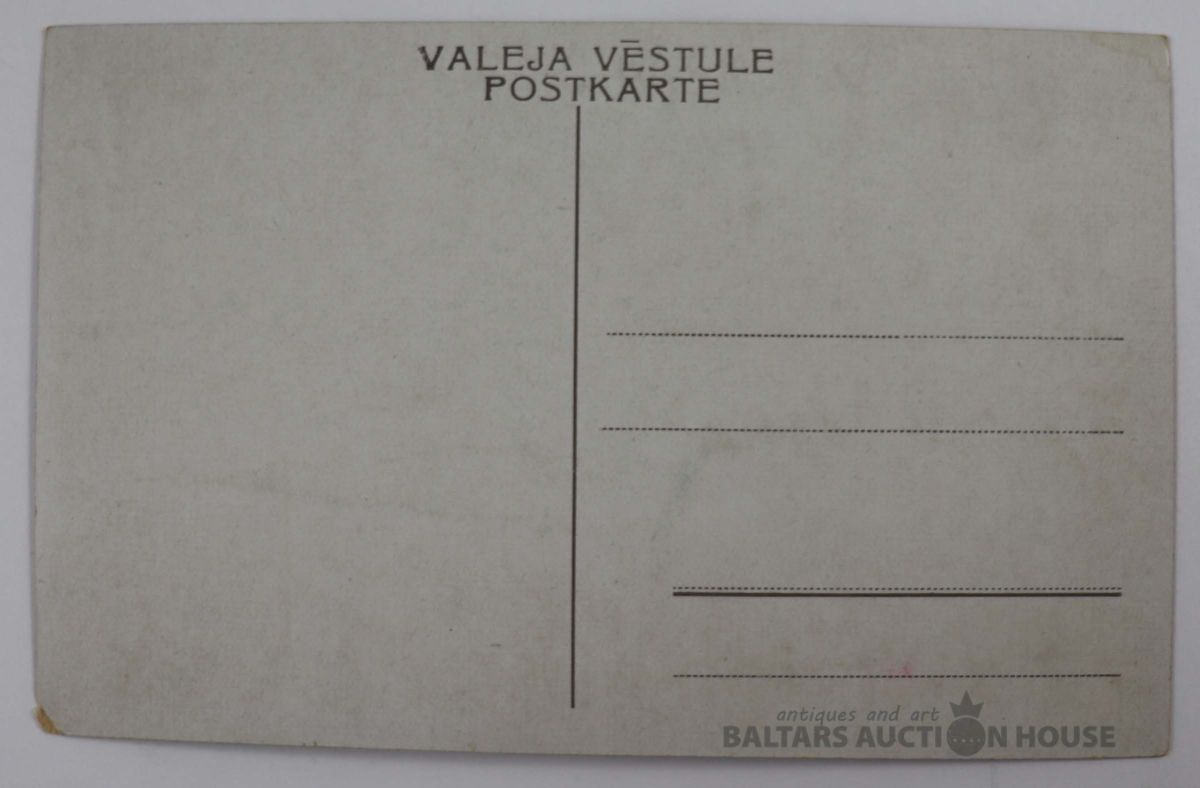 VALEJA VĒSTULE
POSTKARTE
antiques and art
BALTARS AUCTION HOUSE